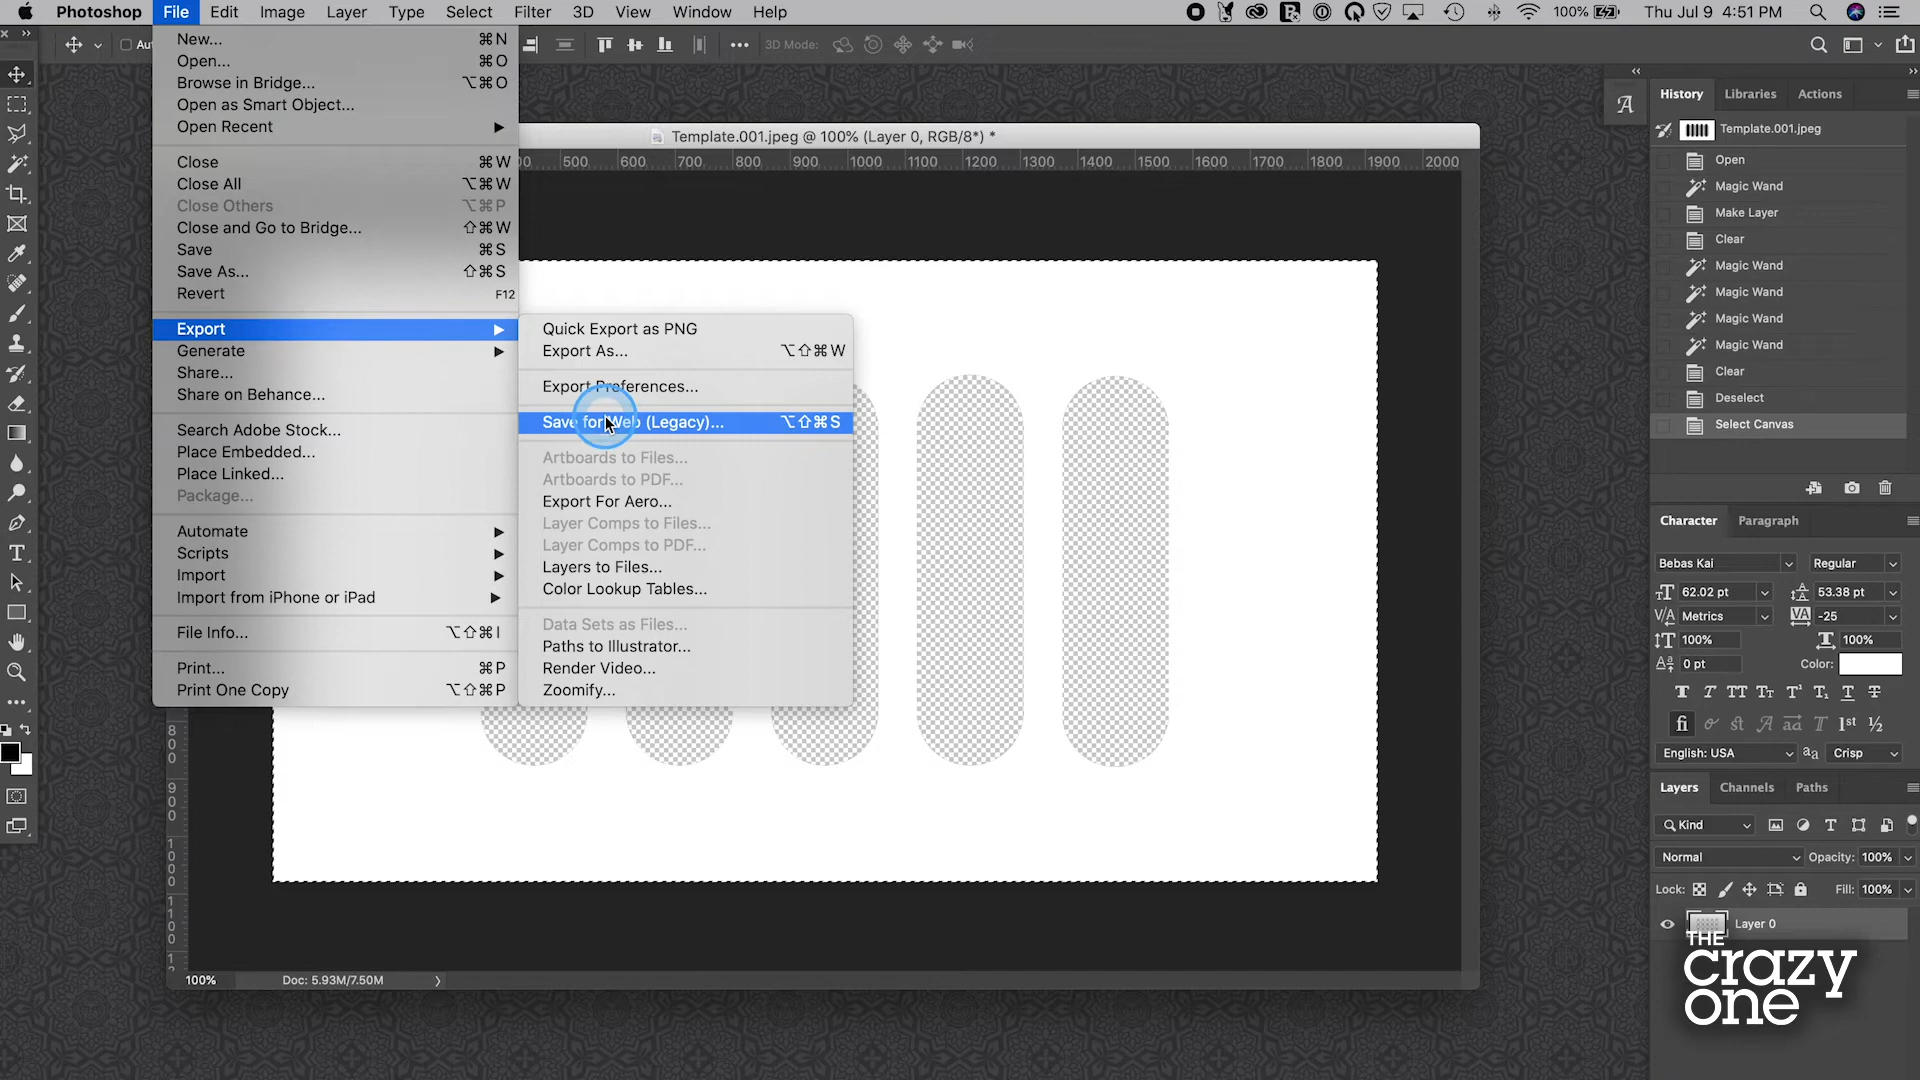 Photoshop File Edit Image Layer Type Select Filter 3D View Window Help 100% Thu Jul 9 4:51 PM
3D Mode:
New... ⌘N
Open... ⌘O
Browse in Bridge... ⌥⌘O
Open as Smart Object...
Open Recent
Close ⌘W
Close All ⌥⌘W
Close Others ⌥⌘P
Close and Go to Bridge... ⇧⌘W
Save ⌘S
Save As... ⇧⌘S
Revert F12
Export
Generate
Share...
Share on Behance...
Search Adobe Stock...
Place Embedded...
Place Linked...
Package...
Automate
Scripts
Import
Import from iPhone or iPad
File Info... ⌥⇧⌘I
Print... ⌘P
Print One Copy ⌥⇧⌘P
Quick Export as PNG
Export As... ⌥⇧⌘W
Export Preferences...
Save for Web (Legacy)... ⌥⇧⌘S
Artboards to Files...
Artboards to PDF...
Export For Aero...
Layer Comps to Files...
Layer Comps to PDF...
Layers to Files...
Color Lookup Tables...
Data Sets as Files...
Paths to Illustrator...
Render Video...
Zoomify...
Template.001.jpeg @ 100% (Layer 0, RGB/8*) *
500 600 700 800 900 1000 1100 1200 1300 1400 1500 1600 1700 1800 1900 2000
800
900
1000
1100
100% Doc: 5.93M/7.50M
History Libraries Actions
Template.001.jpeg
Open
Magic Wand
Make Layer
Clear
Magic Wand
Magic Wand
Magic Wand
Magic Wand
Clear
Deselect
Select Canvas
Character Paragraph
Bebas Kai Regular
62.02 pt 53.38 pt
Metrics -25
100% 100%
0 pt Color:
English: USA Crisp
Layers Channels Paths
Kind
Normal Opacity: 100%
Lock: Fill: 100%
Layer 0
THE
crazy
one